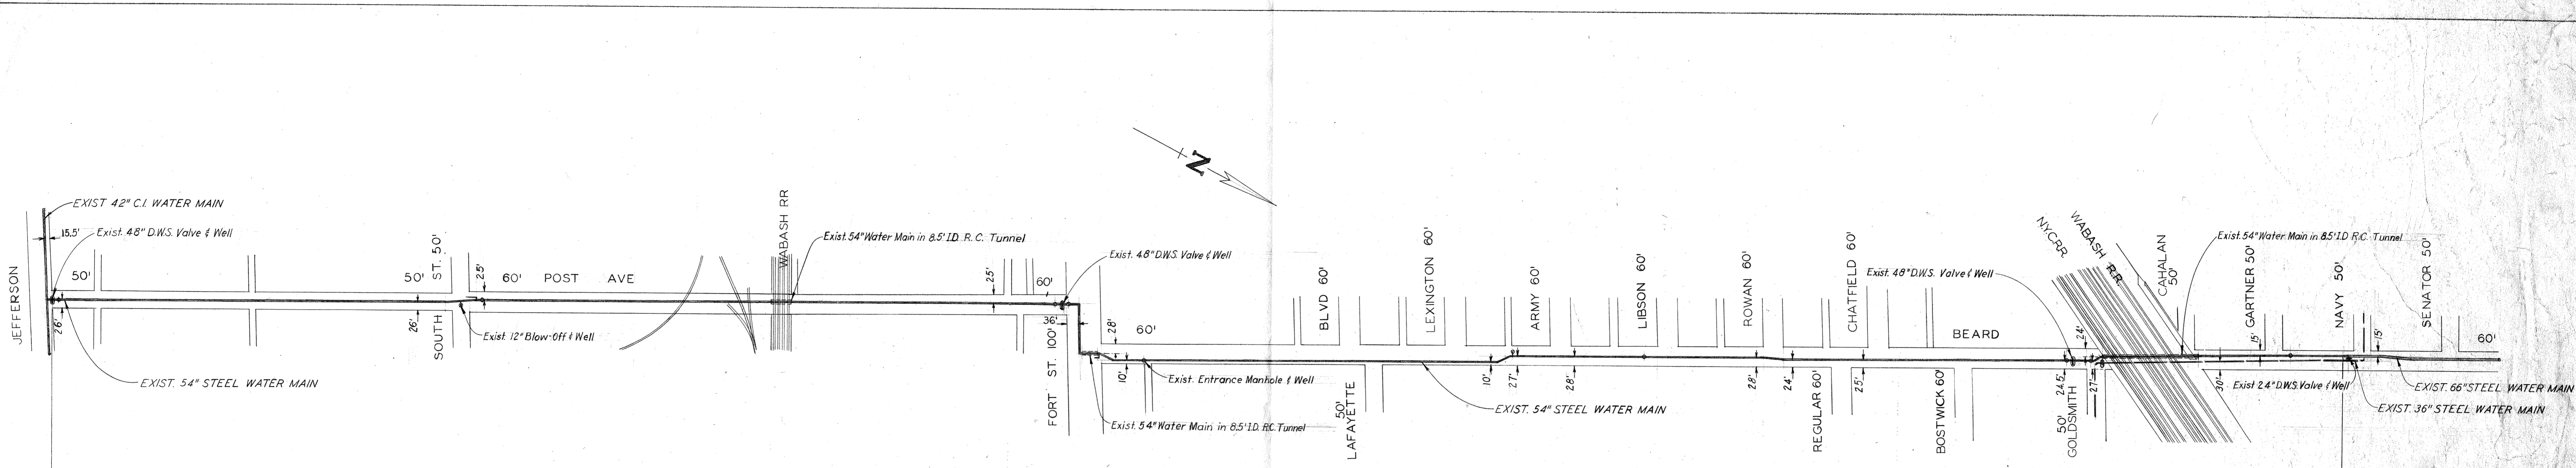 JEFFERSON
EXIST 42" C.I. WATER MAIN
15.5'
Exist. 48" D.W.S. Valve & Well
50'
26'
EXIST. 54" STEEL WATER MAIN
50'
26'
SOUTH ST. 50'
25'
Exist. 12" Blow-Off & Well
60' POST AVE
WABASH RR
Exist. 54" Water Main in 8.5' I.D. R.C. Tunnel
25'
60'
Exist. 48" D.W.S. Valve & Well
36'
FORT ST. 100'
28'
60'
10'
Exist. Entrance Manhole & Well
Exist. 54" Water Main in 8.5' I.D. R.C. Tunnel
N
BLVD 60'
50'
LAFAYETTE
LEXINGTON 60'
10'
EXIST. 54" STEEL WATER MAIN
27'
ARMY 60'
28'
LIBSON 60'
ROWAN 60'
28'
24'
REGULAR 60'
CHATFIELD 60'
25'
BOSTWICK 60'
BEARD
Exist. 48" D.W.S. Valve & Well
24'
24.5'
27'
50'
GOLDSMITH
N.Y.C. RR
WABASH R.R.
CAHALAN
50'
Exist. 54" Water Main in 8.5' I.D R.C. Tunnel
30'
15'
GARTNER 50'
Exist 24" D.W.S. Valve & Well
NAVY 50'
15'
SENATOR 50'
60'
EXIST. 66" STEEL WATER MAIN
EXIST. 36" STEEL WATER MAIN